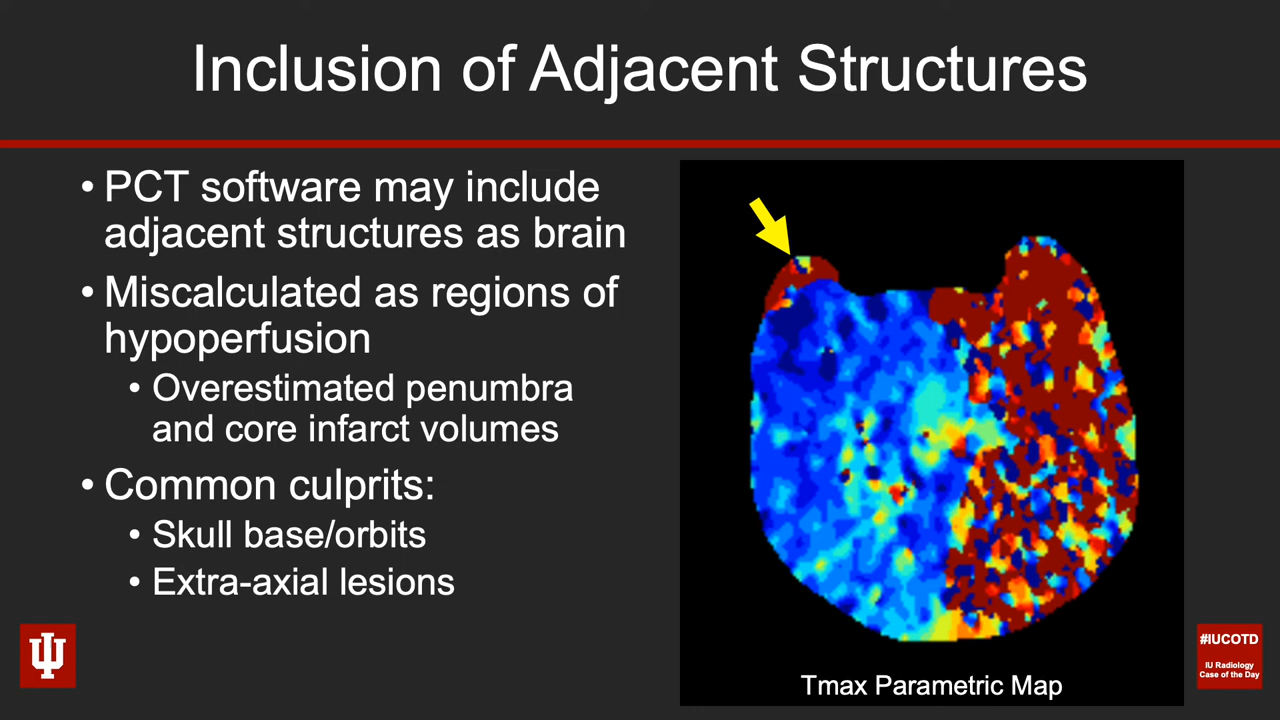 Inclusion of Adjacent Structures
• PCT software may include
adjacent structures as brain
• Miscalculated as regions of
hypoperfusion
• Overestimated penumbra
and core infarct volumes
• Common culprits:
• Skull base/orbits
• Extra-axial lesions
Tmax Parametric Map
#IUCOTD
IU Radiology
Case of the Day